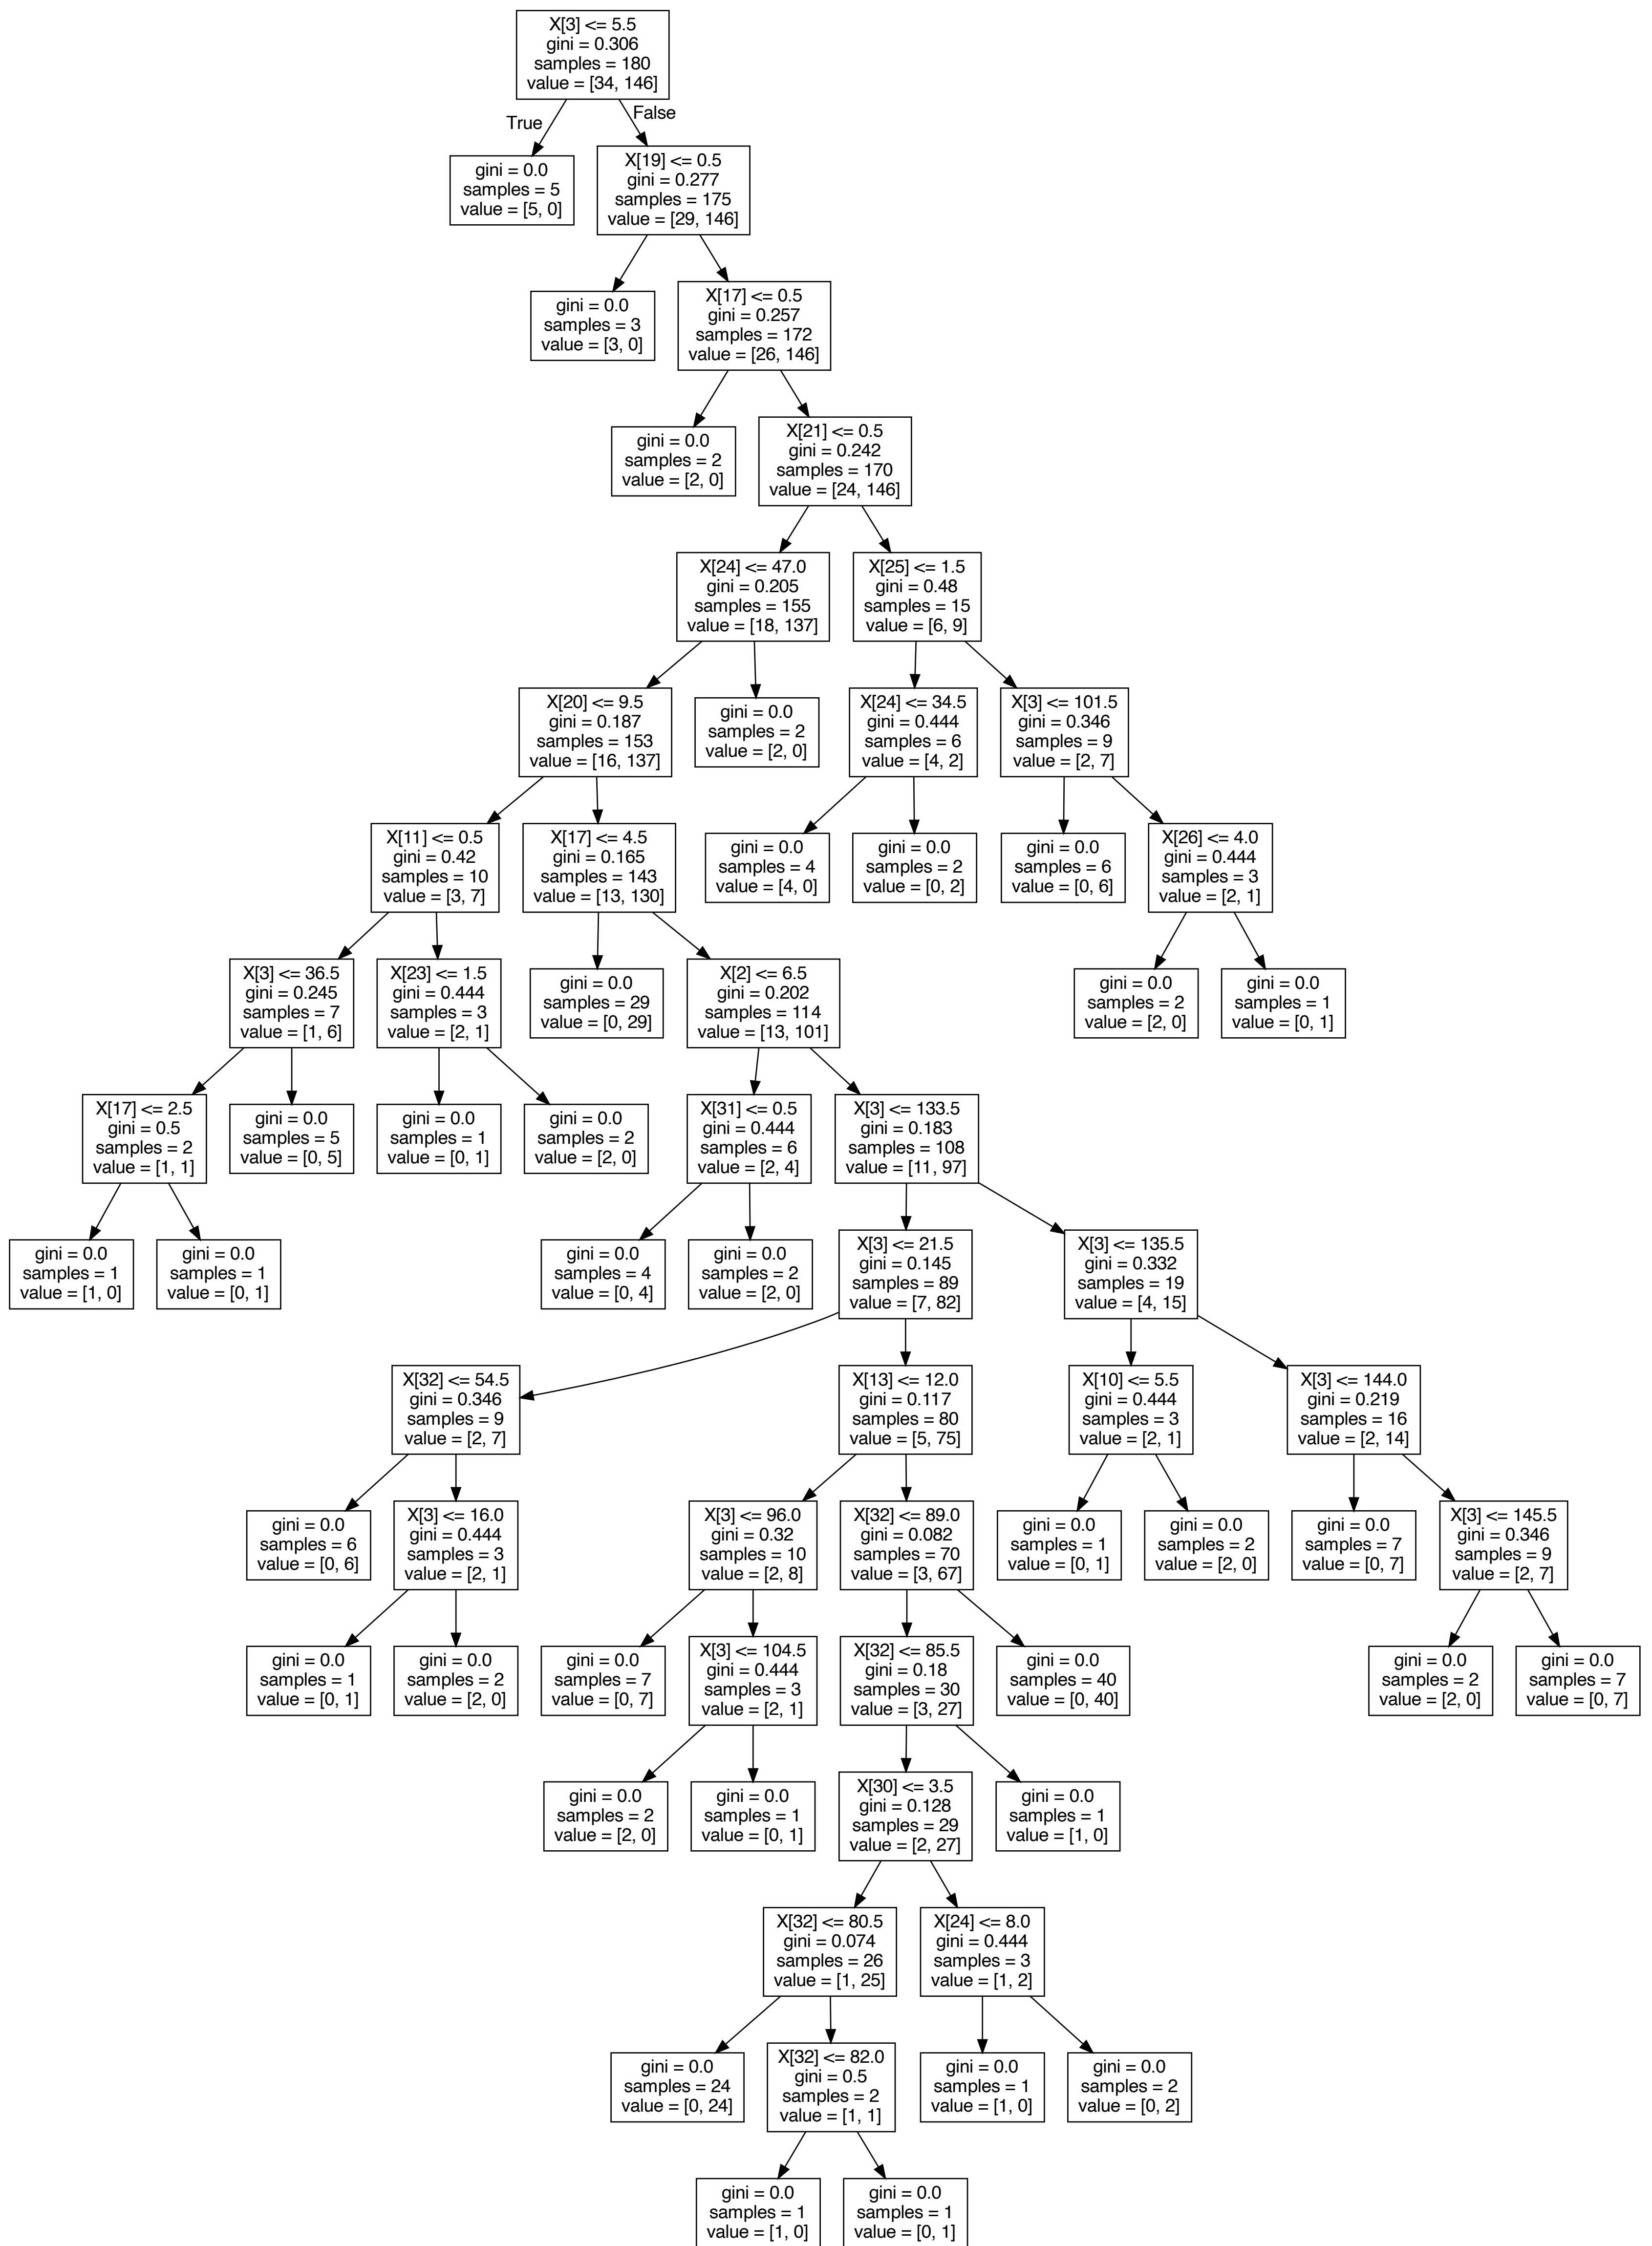 X[3] <= 5.5
gini = 0.306
samples = 180
value = [34, 146]
True
False
gini = 0.0
samples = 5
value = [5, 0]
X[19] <= 0.5
gini = 0.277
samples = 175
value = [29, 146]
gini = 0.0
samples = 3
value = [3, 0]
X[17] <= 0.5
gini = 0.257
samples = 172
value = [26, 146]
gini = 0.0
samples = 2
value = [2, 0]
X[21] <= 0.5
gini = 0.242
samples = 170
value = [24, 146]
X[24] <= 47.0
gini = 0.205
samples = 155
value = [18, 137]
X[25] <= 1.5
gini = 0.48
samples = 15
value = [6, 9]
X[20] <= 9.5
gini = 0.187
samples = 153
value = [16, 137]
gini = 0.0
samples = 2
value = [2, 0]
X[24] <= 34.5
gini = 0.444
samples = 6
value = [4, 2]
X[3] <= 101.5
gini = 0.346
samples = 9
value = [2, 7]
X[11] <= 0.5
gini = 0.42
samples = 10
value = [3, 7]
X[17] <= 4.5
gini = 0.165
samples = 143
value = [13, 130]
gini = 0.0
samples = 4
value = [4, 0]
gini = 0.0
samples = 2
value = [0, 2]
gini = 0.0
samples = 6
value = [0, 6]
X[26] <= 4.0
gini = 0.444
samples = 3
value = [2, 1]
X[3] <= 36.5
gini = 0.245
samples = 7
value = [1, 6]
X[23] <= 1.5
gini = 0.444
samples = 3
value = [2, 1]
gini = 0.0
samples = 29
value = [0, 29]
X[2] <= 6.5
gini = 0.202
samples = 114
value = [13, 101]
gini = 0.0
samples = 2
value = [2, 0]
gini = 0.0
samples = 1
value = [0, 1]
X[17] <= 2.5
gini = 0.5
samples = 2
value = [1, 1]
gini = 0.0
samples = 5
value = [0, 5]
gini = 0.0
samples = 1
value = [0, 1]
gini = 0.0
samples = 2
value = [2, 0]
X[31] <= 0.5
gini = 0.444
samples = 6
value = [2, 4]
X[3] <= 133.5
gini = 0.183
samples = 108
value = [11, 97]
gini = 0.0
samples = 1
value = [1, 0]
gini = 0.0
samples = 1
value = [0, 1]
gini = 0.0
samples = 4
value = [0, 4]
gini = 0.0
samples = 2
value = [2, 0]
X[3] <= 21.5
gini = 0.145
samples = 89
value = [7, 82]
X[3] <= 135.5
gini = 0.332
samples = 19
value = [4, 15]
X[32] <= 54.5
gini = 0.346
samples = 9
value = [2, 7]
X[13] <= 12.0
gini = 0.117
samples = 80
value = [5, 75]
X[10] <= 5.5
gini = 0.444
samples = 3
value = [2, 1]
X[3] <= 144.0
gini = 0.219
samples = 16
value = [2, 14]
gini = 0.0
samples = 6
value = [0, 6]
X[3] <= 16.0
gini = 0.444
samples = 3
value = [2, 1]
X[3] <= 96.0
gini = 0.32
samples = 10
value = [2, 8]
X[32] <= 89.0
gini = 0.082
samples = 70
value = [3, 67]
gini = 0.0
samples = 1
value = [0, 1]
gini = 0.0
samples = 2
value = [2, 0]
gini = 0.0
samples = 7
value = [0, 7]
X[3] <= 145.5
gini = 0.346
samples = 9
value = [2, 7]
gini = 0.0
samples = 1
value = [0, 1]
gini = 0.0
samples = 2
value = [2, 0]
gini = 0.0
samples = 7
value = [0, 7]
X[3] <= 104.5
gini = 0.444
samples = 3
value = [2, 1]
X[32] <= 85.5
gini = 0.18
samples = 30
value = [3, 27]
gini = 0.0
samples = 40
value = [0, 40]
gini = 0.0
samples = 2
value = [2, 0]
gini = 0.0
samples = 7
value = [0, 7]
gini = 0.0
samples = 2
value = [2, 0]
gini = 0.0
samples = 1
value = [0, 1]
X[30] <= 3.5
gini = 0.128
samples = 29
value = [2, 27]
gini = 0.0
samples = 1
value = [1, 0]
X[32] <= 80.5
gini = 0.074
samples = 26
value = [1, 25]
X[24] <= 8.0
gini = 0.444
samples = 3
value = [1, 2]
gini = 0.0
samples = 24
value = [0, 24]
X[32] <= 82.0
gini = 0.5
samples = 2
value = [1, 1]
gini = 0.0
samples = 1
value = [1, 0]
gini = 0.0
samples = 2
value = [0, 2]
gini = 0.0
samples = 1
value = [1, 0]
gini = 0.0
samples = 1
value = [0, 1]